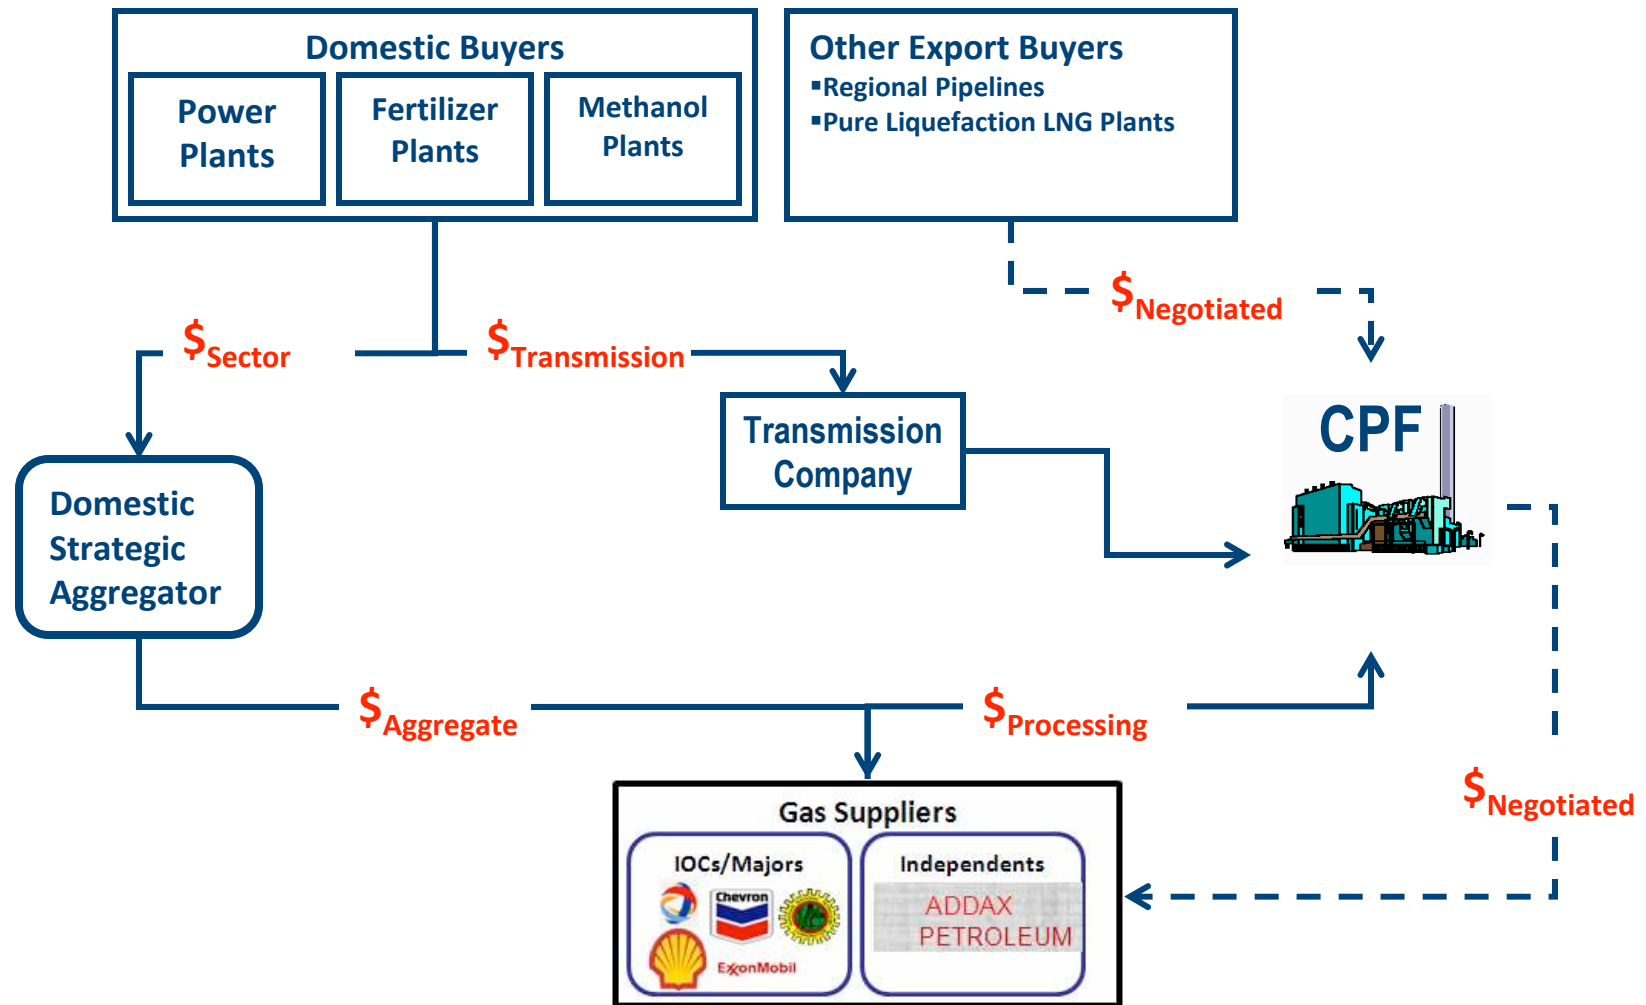 Domestic Buyers
Power
Plants
Fertilizer
Plants
Methanol
Plants
Other Export Buyers
▪Regional Pipelines
▪Pure Liquefaction LNG Plants
$Negotiated
$Sector
$Transmission
Transmission
Company
CPF
Domestic
Strategic
Aggregator
$Aggregate
$Processing
$Negotiated
Gas Suppliers
IOCs/Majors
Chevron
ExxonMobil
Independents
ADDAX
PETROLEUM